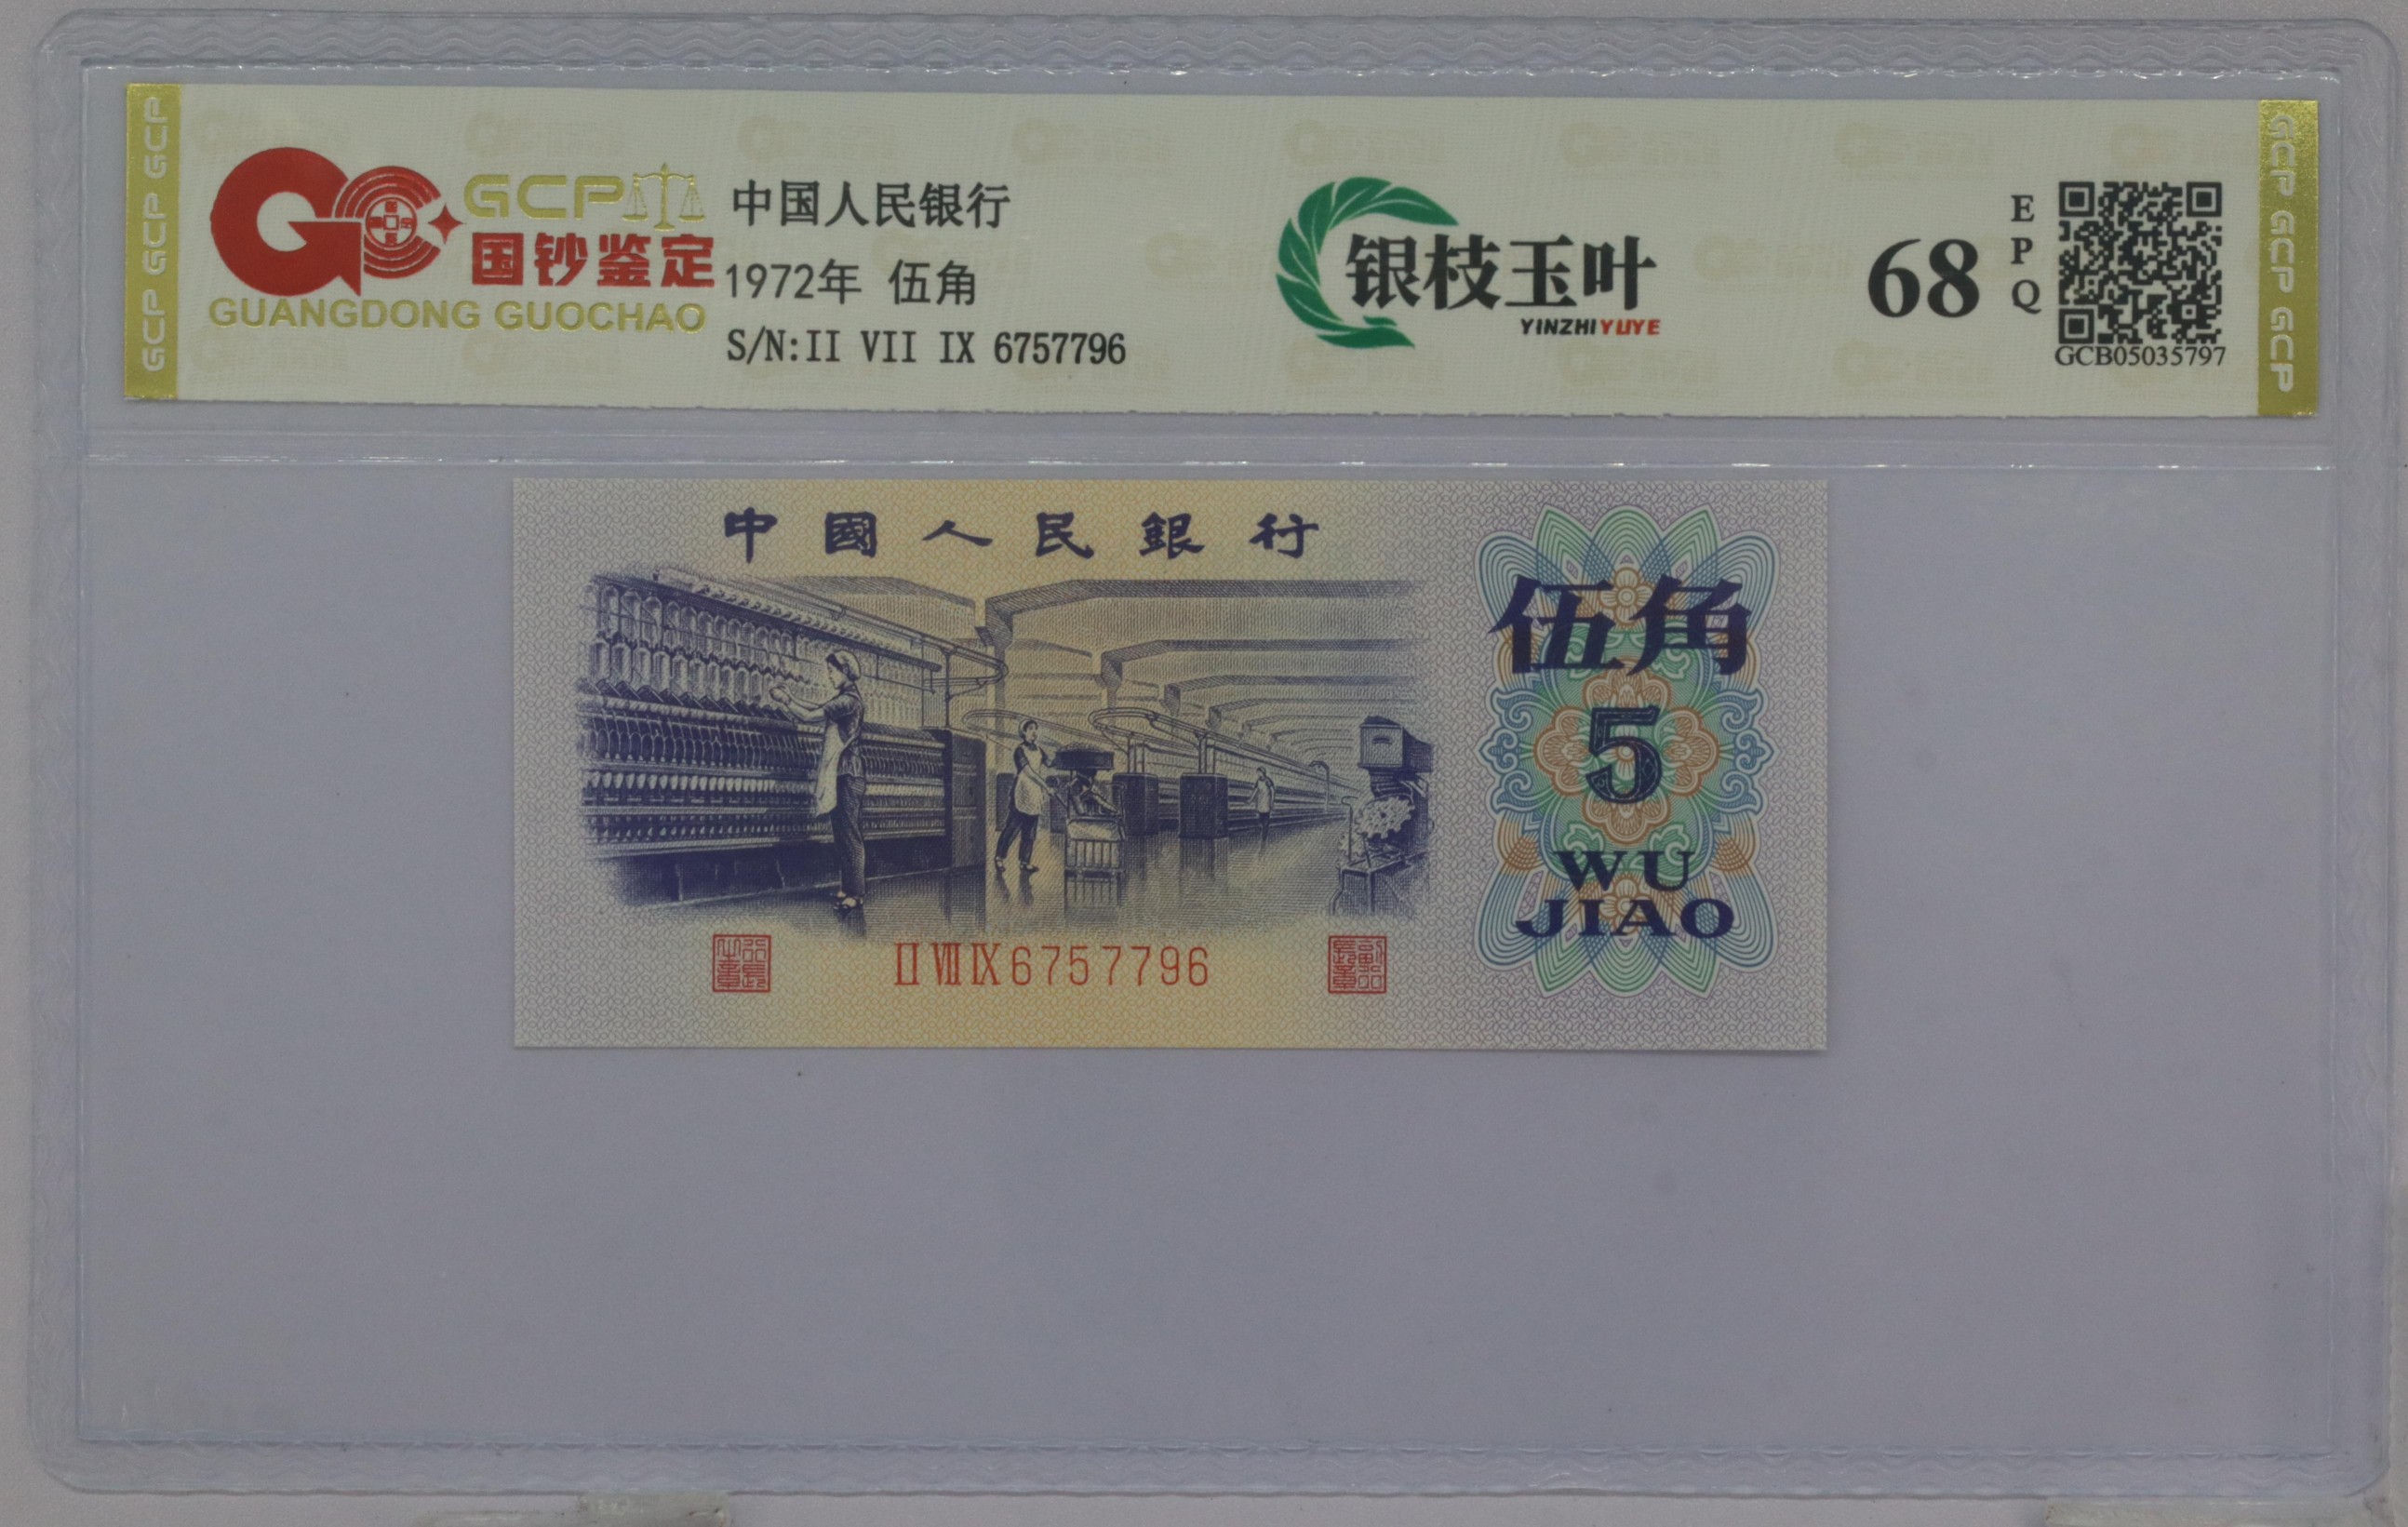 GCP
国钞鉴定
GUANGDONG GUOCHAO
中国人民银行
1972年 伍角
S/N:II VII IX 6757796
银枝玉叶
YINZHIYUYE
68
EPQ
GCB05035797
GCP GCP GCP
GCP GCP GCP
中國人民銀行
伍角
5
WU
JIAO
II VII IX 6757796